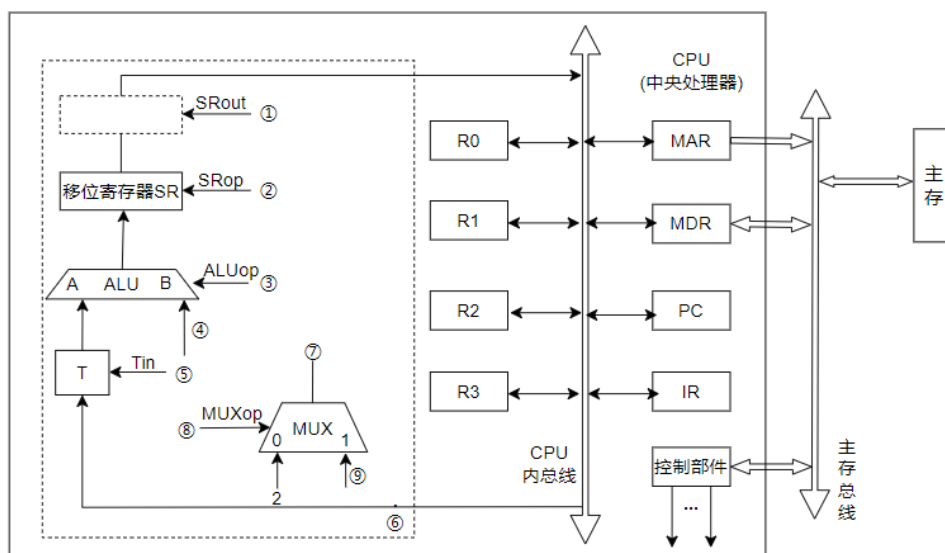 CPU
(中央处理器)
SRout
①
R0
MAR
主
存
移位寄存器SR
SRop
②
R1
MDR
A
ALU
B
ALUop
③
④
R2
PC
T
Tin
⑤
⑦
R3
IR
MUXop
⑧
MUX
0
1
⑨
2
⑥
CPU
内总线
控制部件
...
主
存
总
线